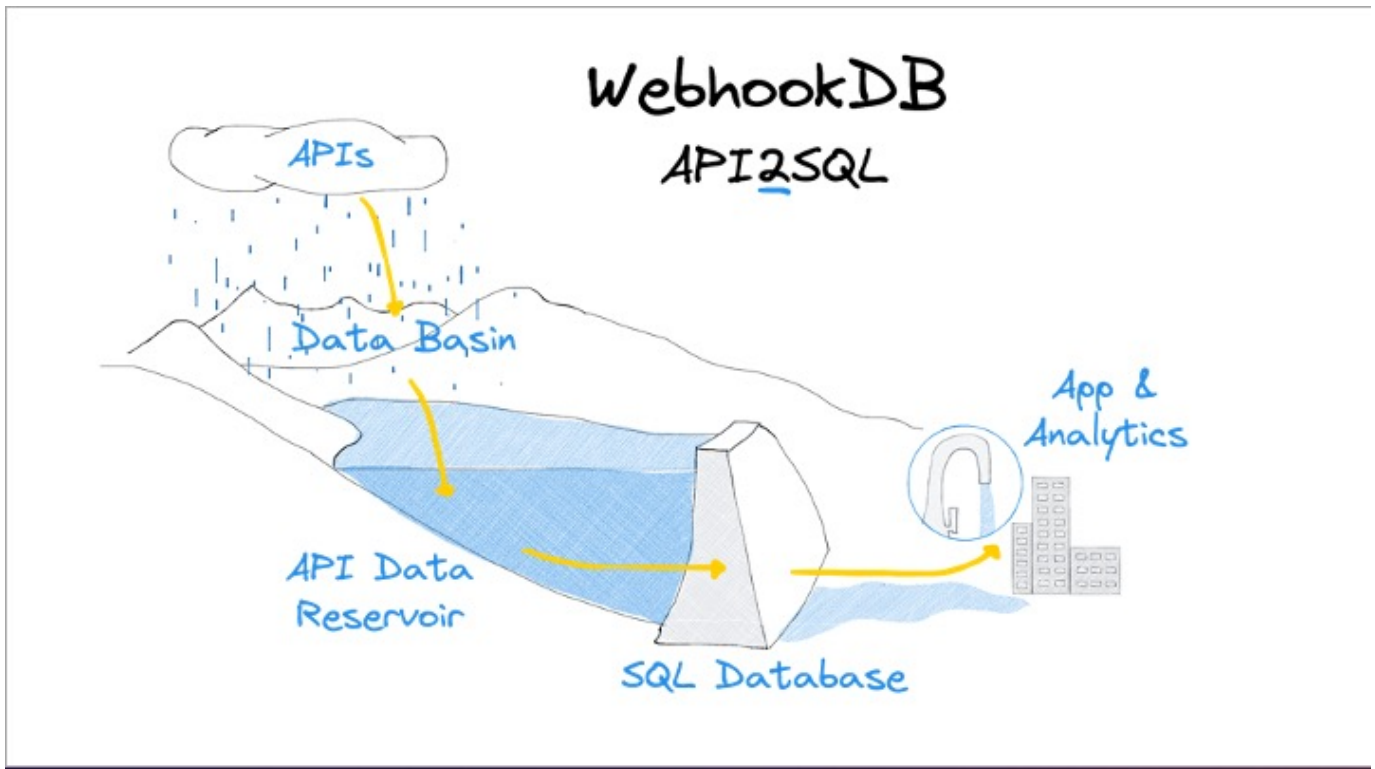 WebhookDB
API2SQL
APIs
Data Basin
App &
Analytics
API Data
Reservoir
SQL Database